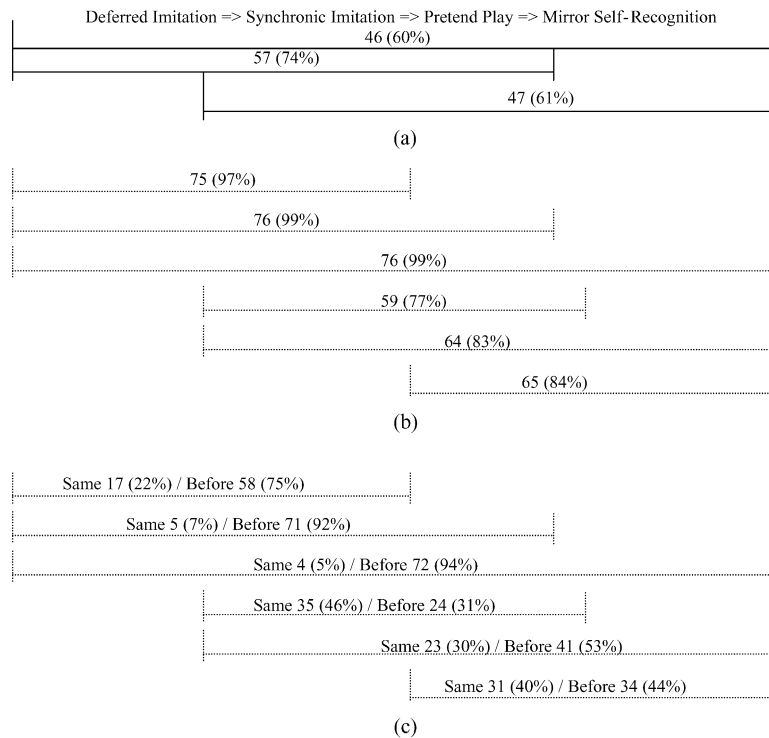 Deferred Imitation => Synchronic Imitation => Pretend Play => Mirror Self-Recognition
46 (60%)
57 (74%)
47 (61%)
(a)
75 (97%)
76 (99%)
76 (99%)
59 (77%)
64 (83%)
65 (84%)
(b)
Same 17 (22%) / Before 58 (75%)
Same 5 (7%) / Before 71 (92%)
Same 4 (5%) / Before 72 (94%)
Same 35 (46%) / Before 24 (31%)
Same 23 (30%) / Before 41 (53%)
Same 31 (40%) / Before 34 (44%)
(c)